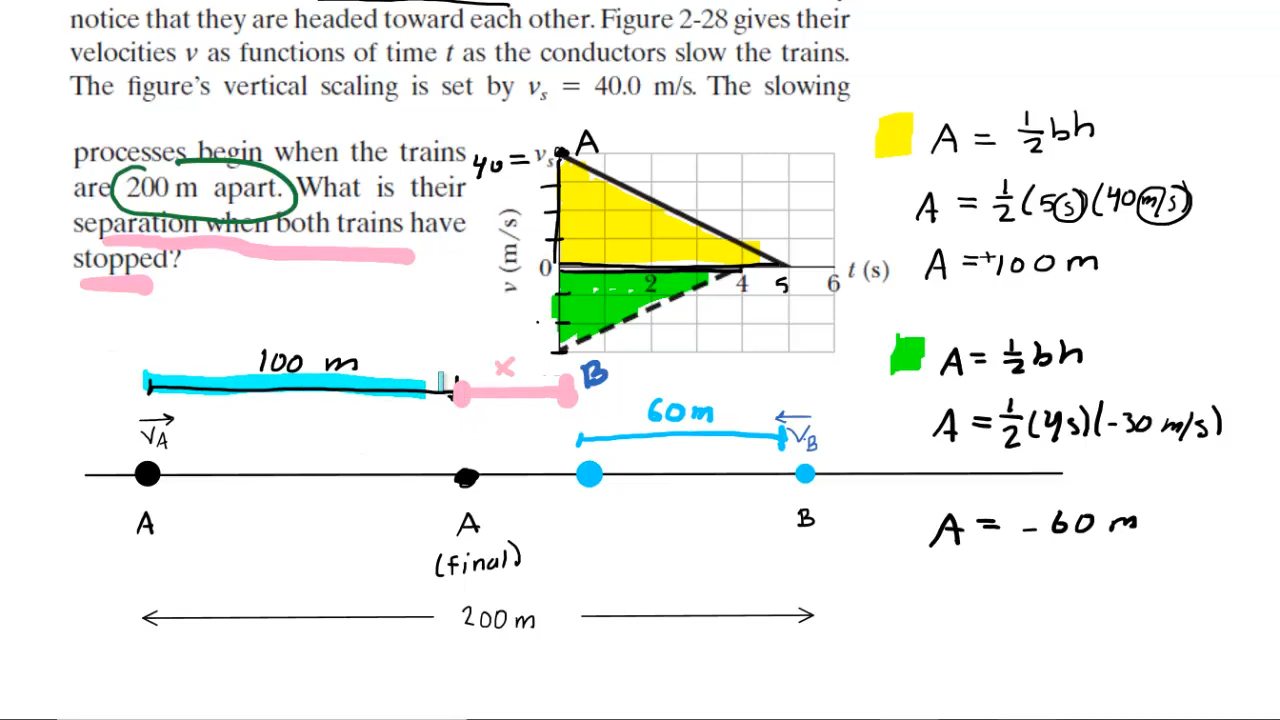 notice that they are headed toward each other. Figure 2-28 gives their
velocities v as functions of time t as the conductors slow the trains.
The figure's vertical scaling is set by vs = 40.0 m/s. The slowing
processes begin when the trains
are 200 m apart. What is their
separation when both trains have
stopped?
A
40 = vs
v (m/s)
0
2
4
5
6
t (s)
A = 1/2 bh
A = 1/2 (5s)(40 m/s)
A = +100 m
A = 1/2 bh
A = 1/2 (4s)(-30 m/s)
A = -60 m
100 m
x
B
60 m
vA
vB
A
A
(final)
B
200 m